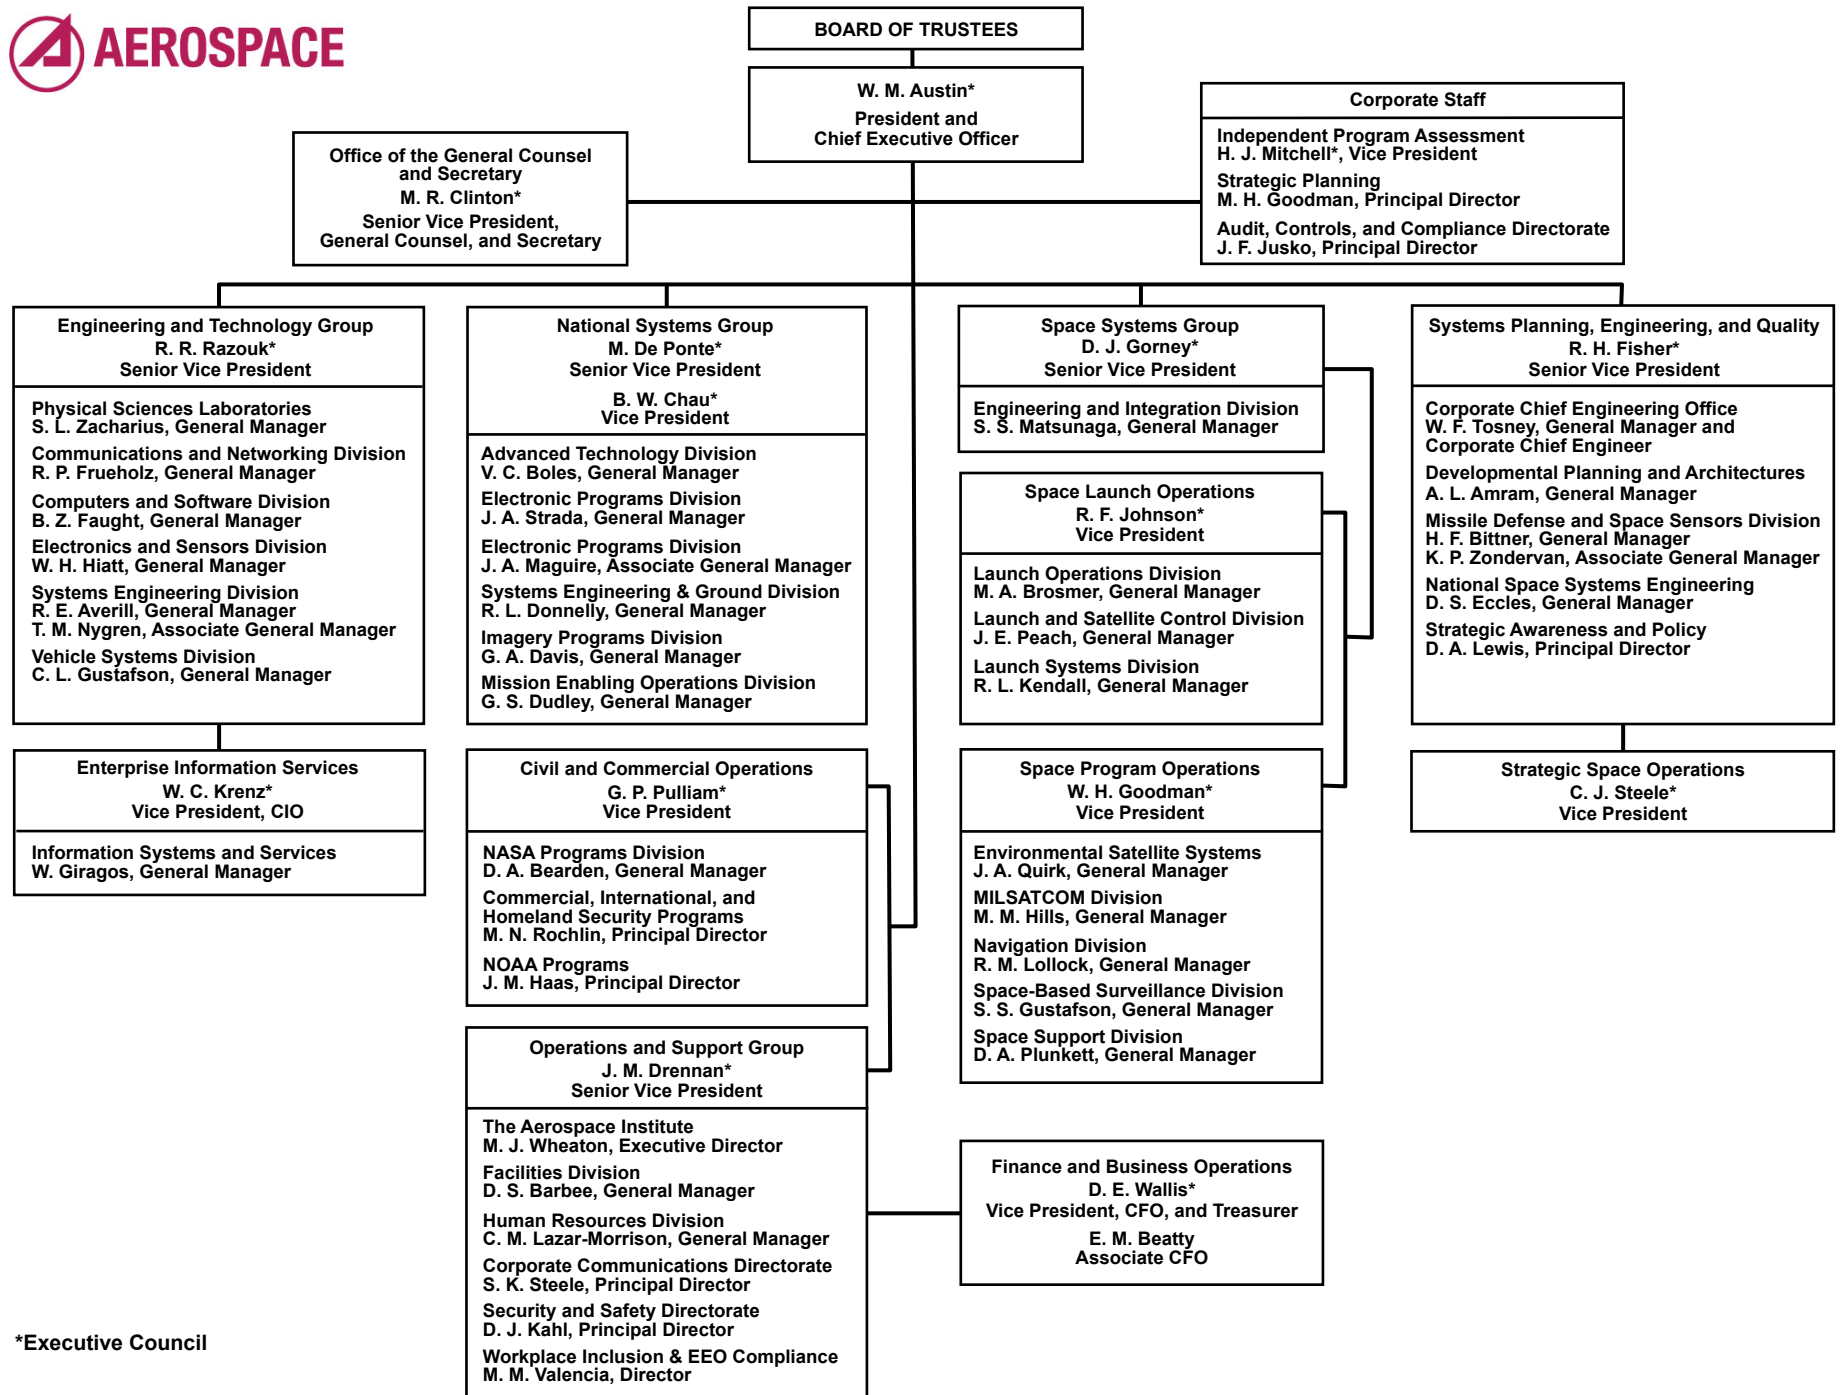 AEROSPACE
BOARD OF TRUSTEES
W. M. Austin*
President and
Chief Executive Officer
Office of the General Counsel
and Secretary
M. R. Clinton*
Senior Vice President,
General Counsel, and Secretary
Corporate Staff
Independent Program Assessment
H. J. Mitchell*, Vice President
Strategic Planning
M. H. Goodman, Principal Director
Audit, Controls, and Compliance Directorate
J. F. Jusko, Principal Director
Engineering and Technology Group
R. R. Razouk*
Senior Vice President
Physical Sciences Laboratories
S. L. Zacharius, General Manager
Communications and Networking Division
R. P. Frueholz, General Manager
Computers and Software Division
B. Z. Faught, General Manager
Electronics and Sensors Division
W. H. Hiatt, General Manager
Systems Engineering Division
R. E. Averill, General Manager
T. M. Nygren, Associate General Manager
Vehicle Systems Division
C. L. Gustafson, General Manager
Enterprise Information Services
W. C. Krenz*
Vice President, CIO
Information Systems and Services
W. Giragos, General Manager
National Systems Group
M. De Ponte*
Senior Vice President
B. W. Chau*
Vice President
Advanced Technology Division
V. C. Boles, General Manager
Electronic Programs Division
J. A. Strada, General Manager
Electronic Programs Division
J. A. Maguire, Associate General Manager
Systems Engineering & Ground Division
R. L. Donnelly, General Manager
Imagery Programs Division
G. A. Davis, General Manager
Mission Enabling Operations Division
G. S. Dudley, General Manager
Civil and Commercial Operations
G. P. Pulliam*
Vice President
NASA Programs Division
D. A. Bearden, General Manager
Commercial, International, and
Homeland Security Programs
M. N. Rochlin, Principal Director
NOAA Programs
J. M. Haas, Principal Director
Operations and Support Group
J. M. Drennan*
Senior Vice President
The Aerospace Institute
M. J. Wheaton, Executive Director
Facilities Division
D. S. Barbee, General Manager
Human Resources Division
C. M. Lazar-Morrison, General Manager
Corporate Communications Directorate
S. K. Steele, Principal Director
Security and Safety Directorate
D. J. Kahl, Principal Director
Workplace Inclusion & EEO Compliance
M. M. Valencia, Director
Space Systems Group
D. J. Gorney*
Senior Vice President
Engineering and Integration Division
S. S. Matsunaga, General Manager
Space Launch Operations
R. F. Johnson*
Vice President
Launch Operations Division
M. A. Brosmer, General Manager
Launch and Satellite Control Division
J. E. Peach, General Manager
Launch Systems Division
R. L. Kendall, General Manager
Space Program Operations
W. H. Goodman*
Vice President
Environmental Satellite Systems
J. A. Quirk, General Manager
MILSATCOM Division
M. M. Hills, General Manager
Navigation Division
R. M. Lollock, General Manager
Space-Based Surveillance Division
S. S. Gustafson, General Manager
Space Support Division
D. A. Plunkett, General Manager
Finance and Business Operations
D. E. Wallis*
Vice President, CFO, and Treasurer
E. M. Beatty
Associate CFO
Systems Planning, Engineering, and Quality
R. H. Fisher*
Senior Vice President
Corporate Chief Engineering Office
W. F. Tosney, General Manager and
Corporate Chief Engineer
Developmental Planning and Architectures
A. L. Amram, General Manager
Missile Defense and Space Sensors Division
H. F. Bittner, General Manager
K. P. Zondervan, Associate General Manager
National Space Systems Engineering
D. S. Eccles, General Manager
Strategic Awareness and Policy
D. A. Lewis, Principal Director
Strategic Space Operations
C. J. Steele*
Vice President
*Executive Council